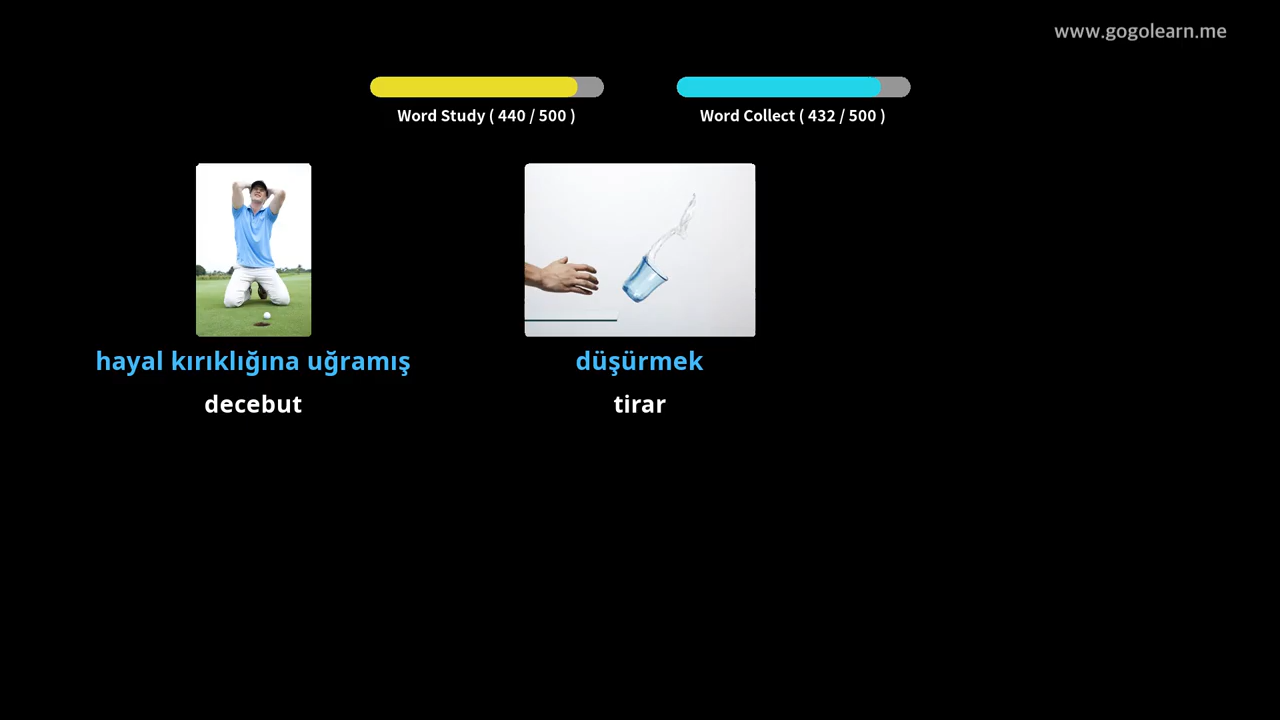 www.gogolearn.me
Word Study ( 440 / 500 )
Word Collect ( 432 / 500 )
hayal kırıklığına uğramış
decebut
düşürmek
tirar